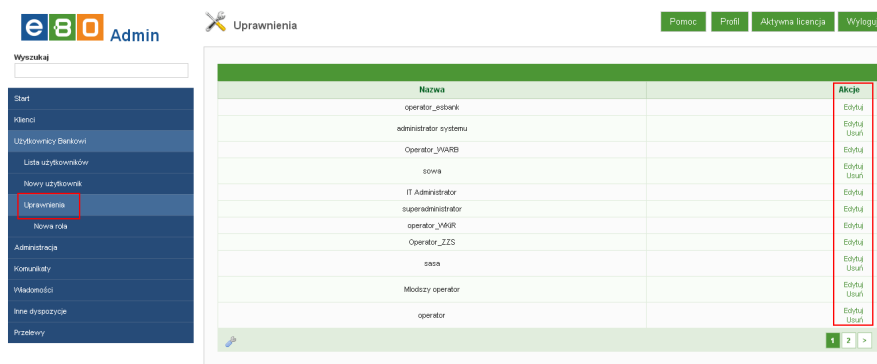 e80 Admin
Uprawnienia
Pomoc
Profil
Aktywna licencja
Wylogu
Wyszukaj
Start
Klienci
Użytkownicy Bankowi
Lista użytkowników
Nowy użytkownik
Uprawnienia
Nowa rola
Administracja
Komunikaty
Wiadomości
Inne dyspozycje
Przelewy
Nazwa Akcje
operator_esbank Edytuj
administrator systemu Edytuj
Usuń
Operator_WARB Edytuj
sowa Edytuj
Usuń
IT Administrator Edytuj
superadministrator Edytuj
operator_WKiR Edytuj
Operator_ZZS Edytuj
sasa Edytuj
Usuń
Młodszy operator Edytuj
Usuń
operator Edytuj
Usuń
1 2 >